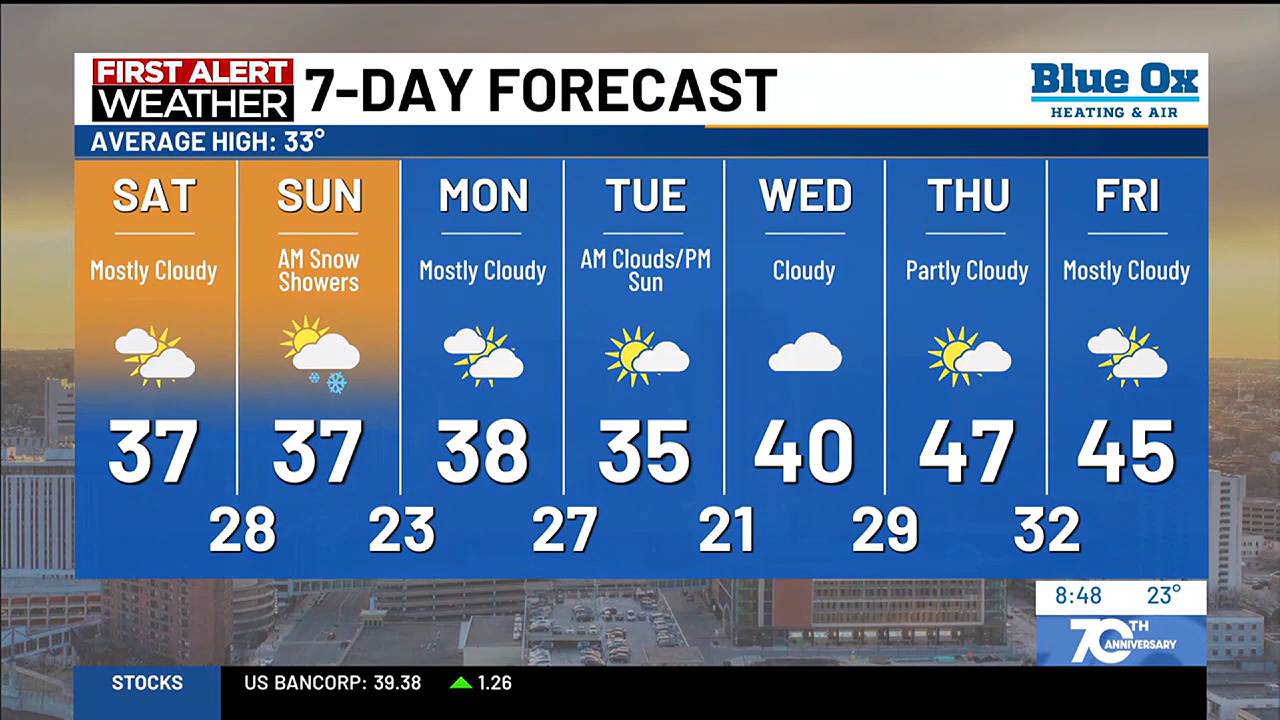 FIRST ALERT
WEATHER
7-DAY FORECAST
Blue Ox
HEATING & AIR
AVERAGE HIGH: 33°
SAT
SUN
MON
TUE
WED
THU
FRI
Mostly Cloudy
AM Snow
Showers
Mostly Cloudy
AM Clouds/PM
Sun
Cloudy
Partly Cloudy
Mostly Cloudy
37
37
38
35
40
47
45
28
23
27
21
29
32
8:48
23°
70TH
ANNIVERSARY
STOCKS
US BANCORP: 39.38
1.26